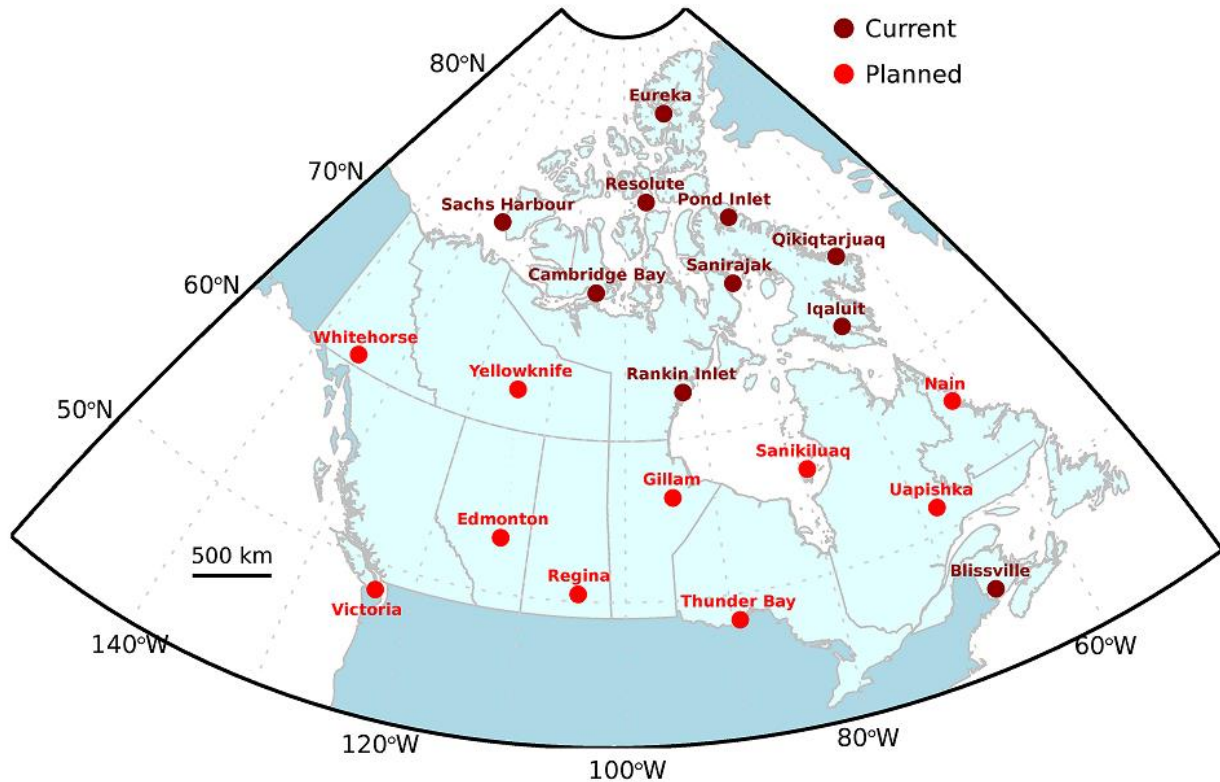 Current
Planned
80°N
Eureka
70°N
Resolute
Sachs Harbour
Pond Inlet
Qikiqtarjuaq
Sanirajak
Cambridge Bay
60°N
Iqaluit
Whitehorse
Yellowknife
Rankin Inlet
Nain
50°N
Sanikiluaq
Gillam
Uapishka
Edmonton
500 km
Regina
Blissville
Victoria
Thunder Bay
140°W
60°W
120°W
80°W
100°W